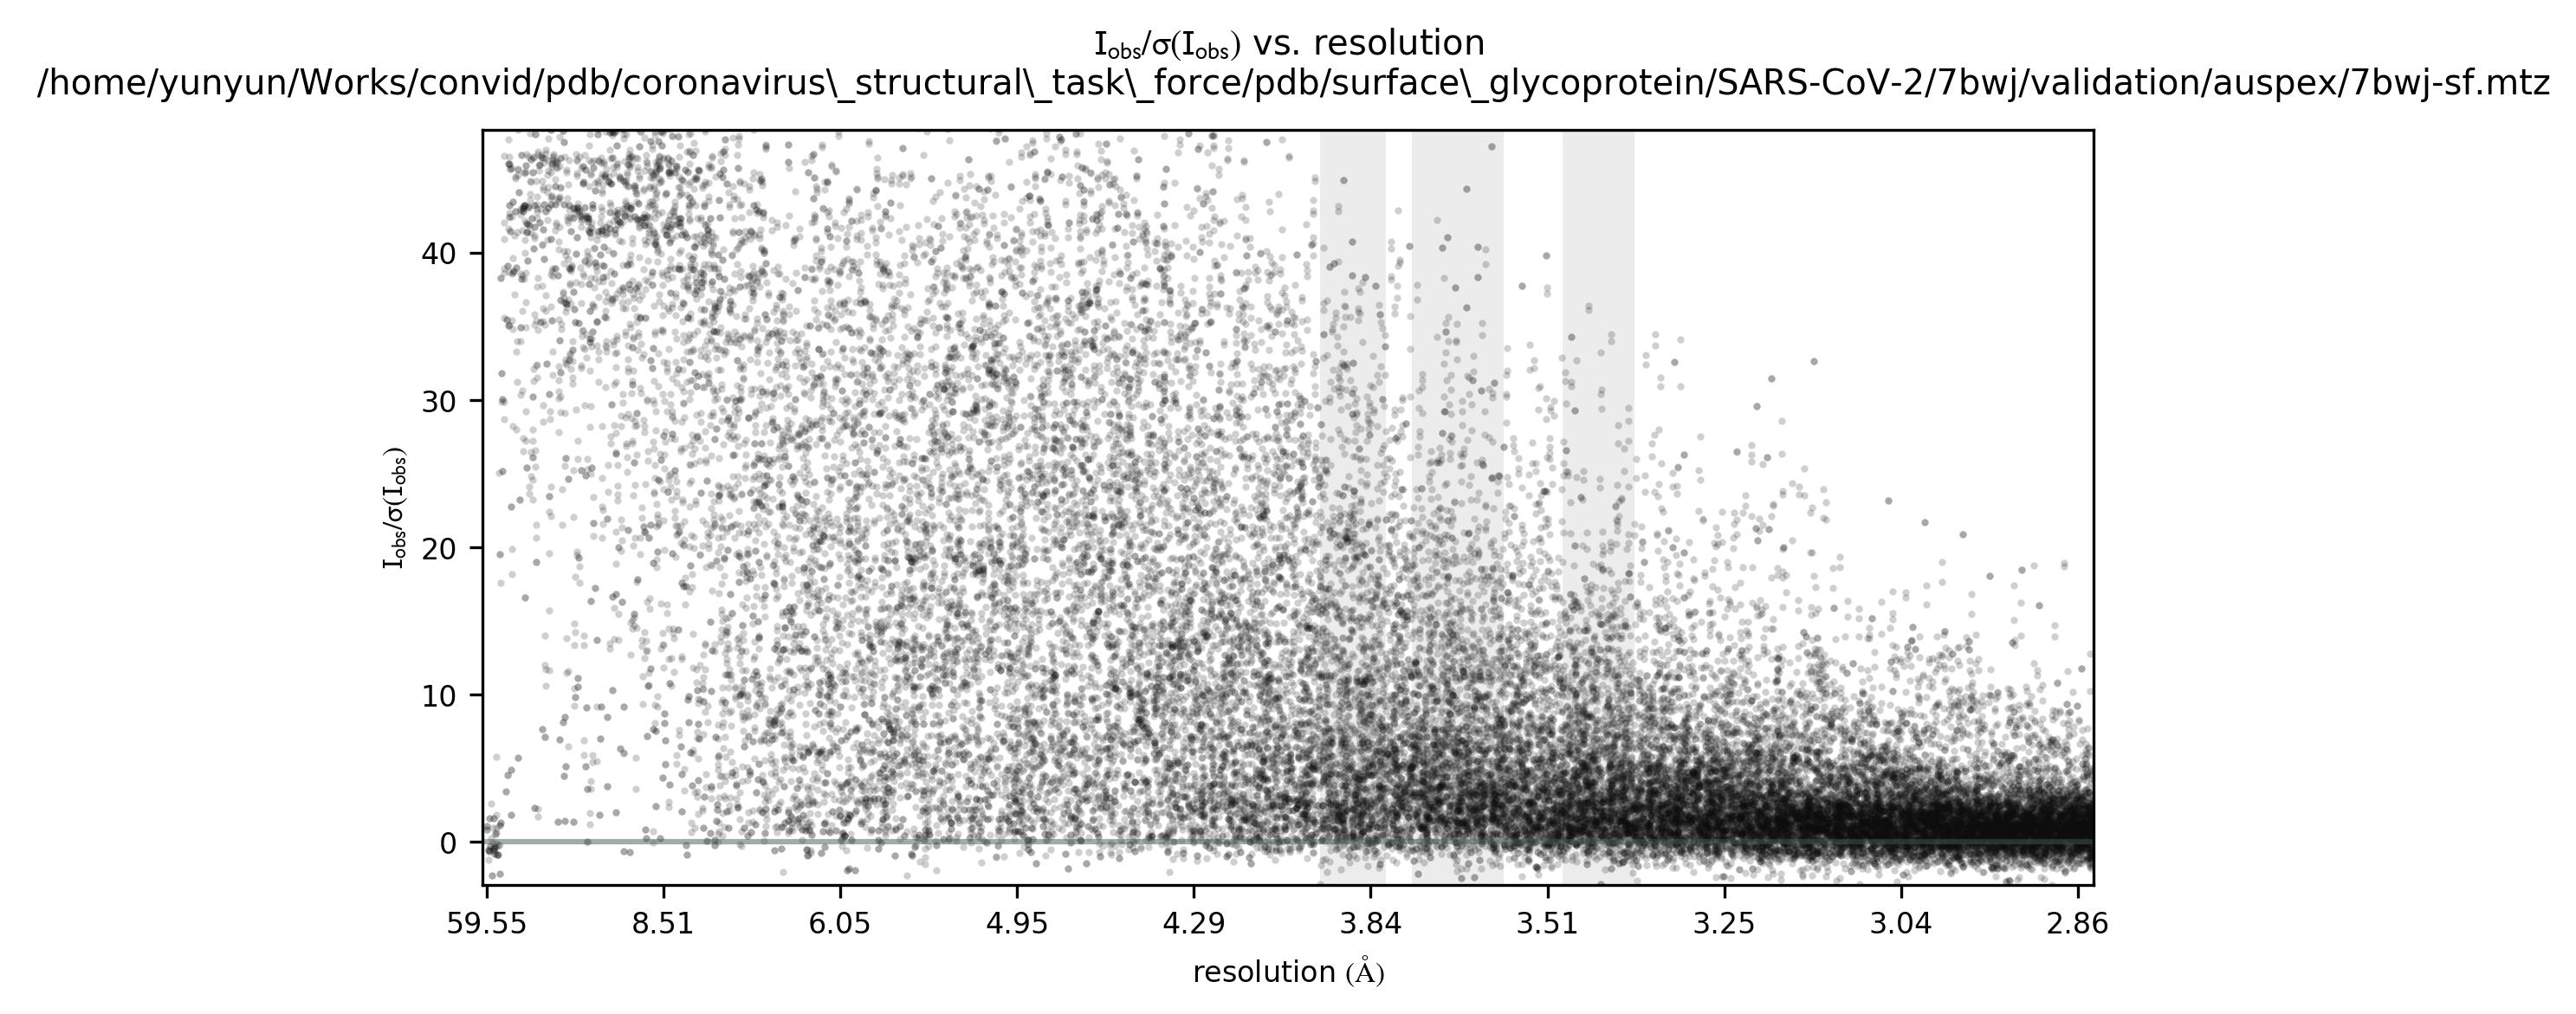 Iobs/σ(Iobs) vs. resolution
/home/yunyun/Works/convid/pdb/coronavirus\_structural\_task\_force/pdb/surface\_glycoprotein/SARS-CoV-2/7bwj/validation/auspex/7bwj-sf.mtz
Iobs/σ(Iobs)
40
30
20
10
0
59.55 8.51 6.05 4.95 4.29 3.84 3.51 3.25 3.04 2.86
resolution (Å)